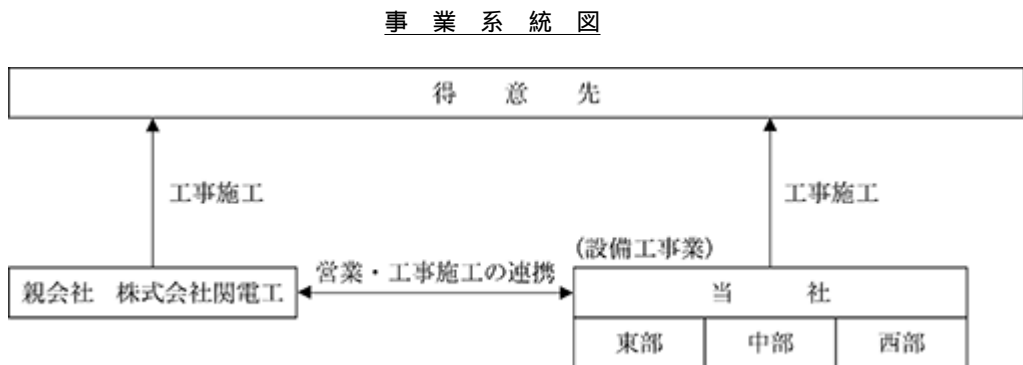 事 業 系 統 図
得 意 先
工事施工
工事施工
(設備工事業)
営業・工事施工の連携
親会社 株式会社関電工
当 社
東部
中部
西部